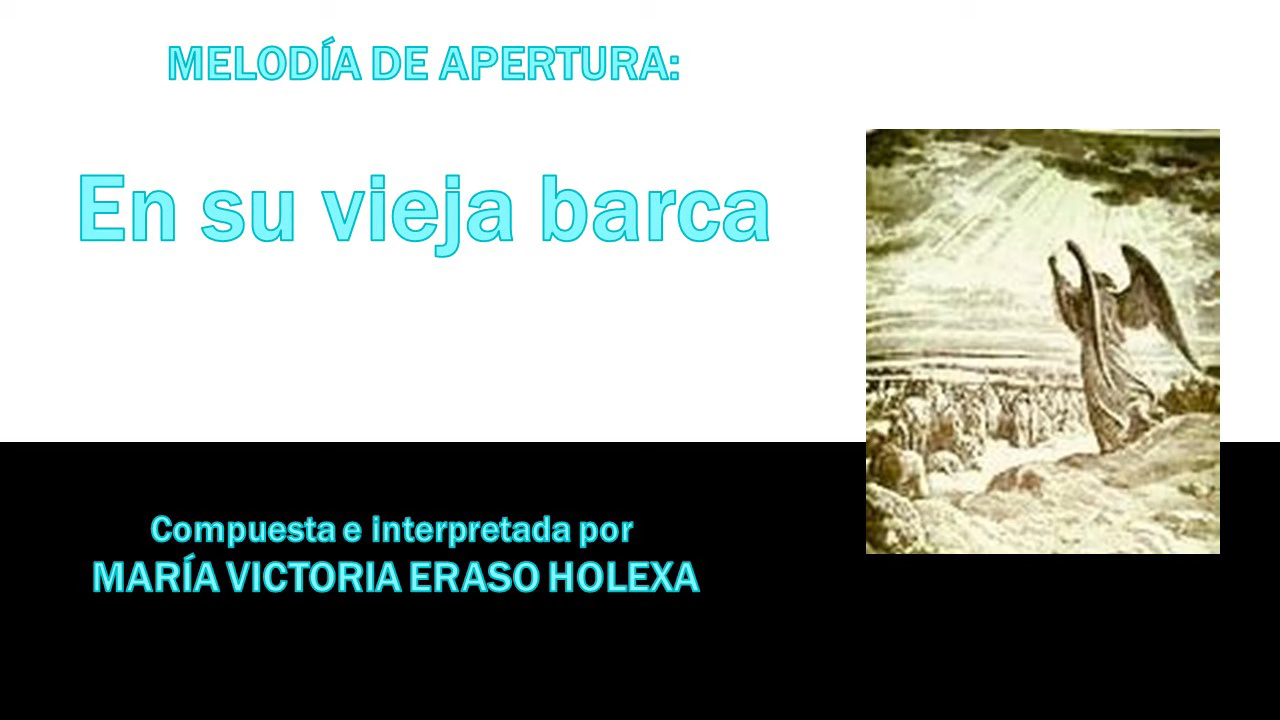 MELODÍA DE APERTURA:
En su vieja barca
Compuesta e interpretada por
MARÍA VICTORIA ERASO HOLEXA